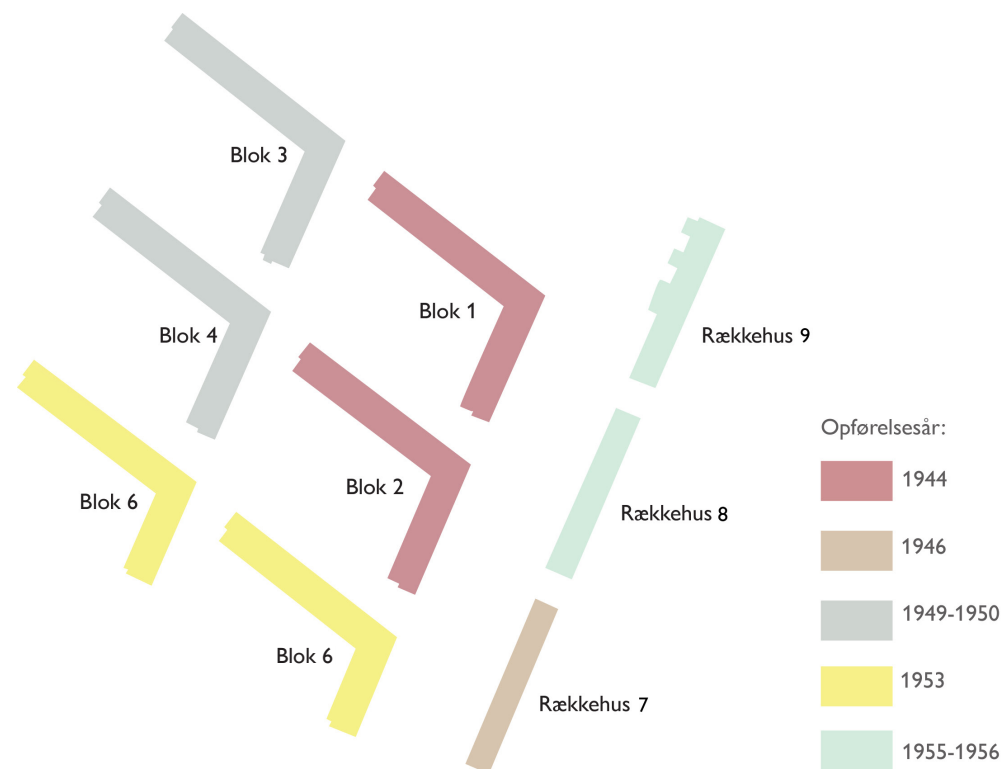 Blok 3
Blok 1
Blok 4
Rækkehus 9
Blok 2
Blok 6
Rækkehus 8
Blok 6
Rækkehus 7
Opførelsesår:
1944
1946
1949-1950
1953
1955-1956